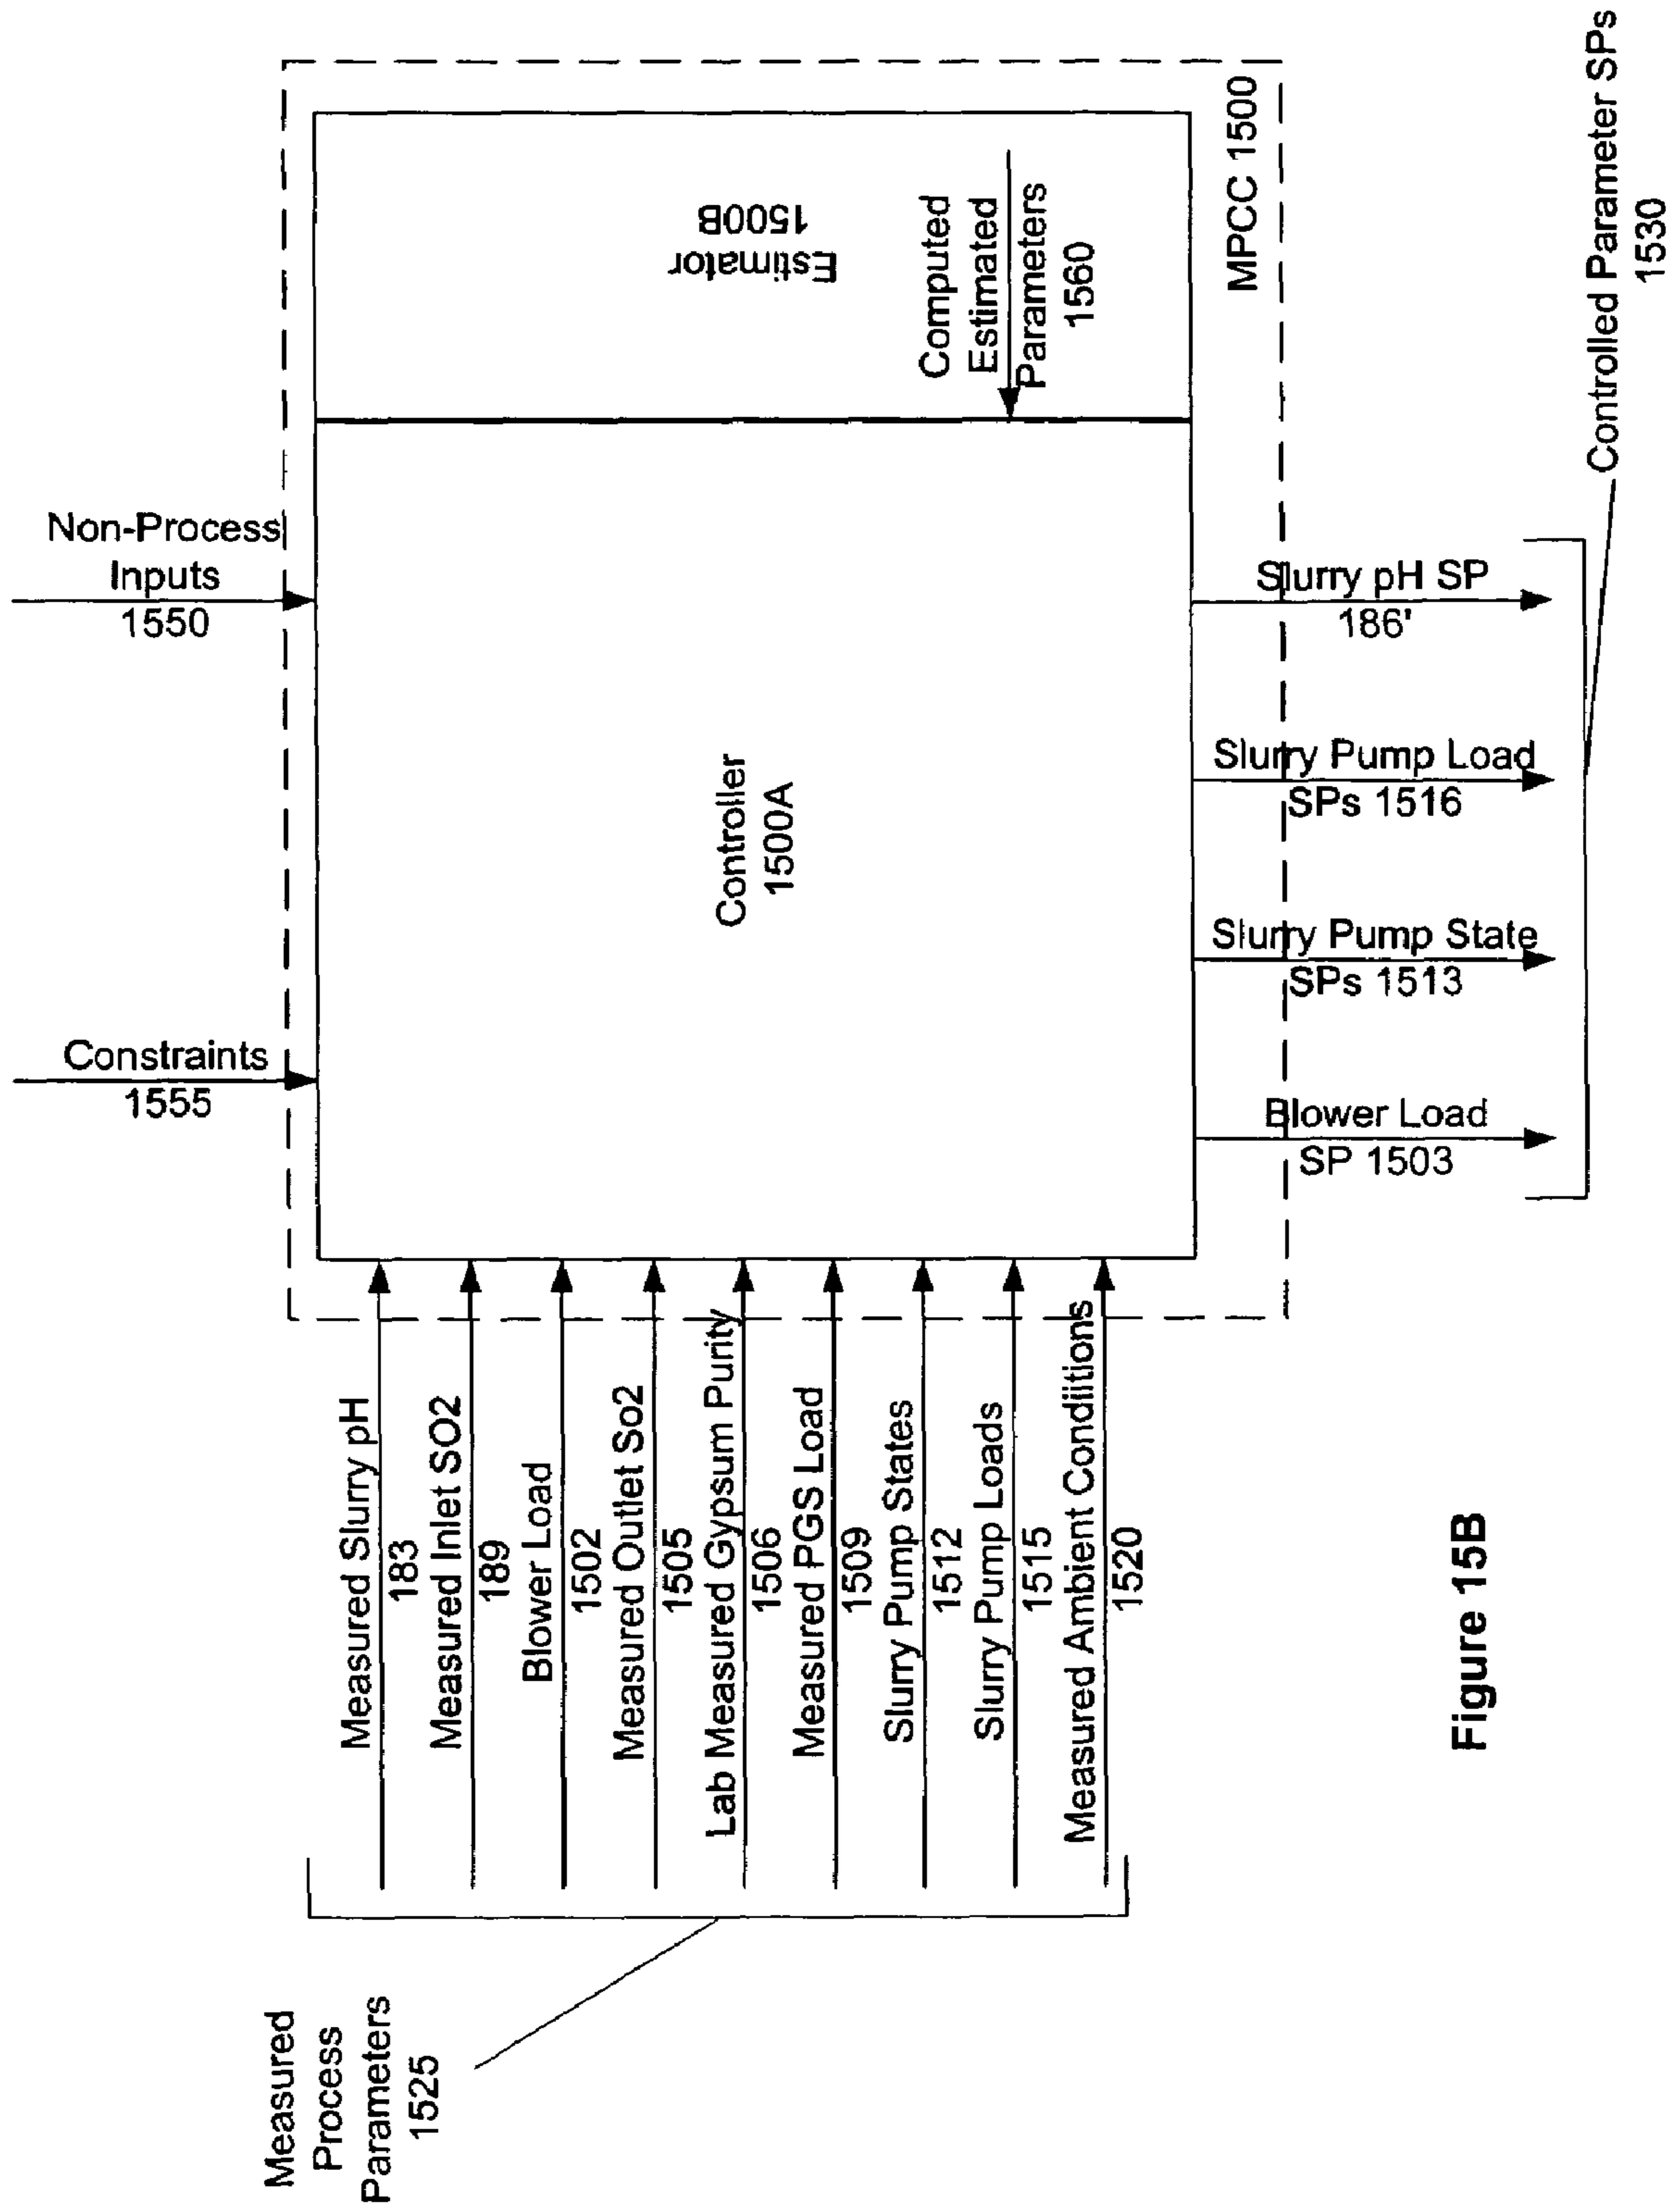 Non-Process
Inputs
1550
Constraints
1555
Estimator
1500B
Computed
Estimated
Parameters
1560
MPCC 1500
Controller
1500A
Slurry pH SP
186'
Slurry Pump Load
SPs 1516
Slurry Pump State
SPs 1513
Blower Load
SP 1503
Controlled Parameter SPs
1530
Measured Slurry pH
183
Measured Inlet SO2
189
Blower Load
1502
Measured Outlet So2
1505
Lab Measured Gypsum Purity
1506
Measured PGS Load
1509
Slurry Pump States
1512
Slurry Pump Loads
1515
Measured Ambient Conditions
1520
Measured
Process
Parameters
1525
Figure 15B